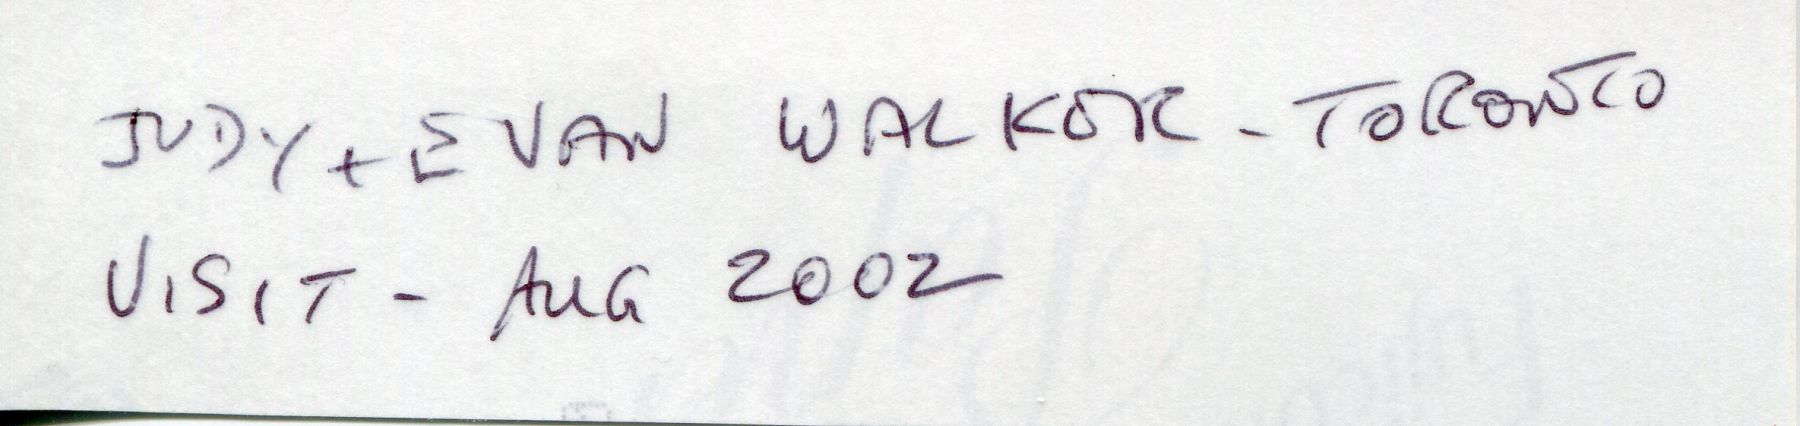 JUDY + EVAN WALKER - TORONTO
VISIT - AUG 2002